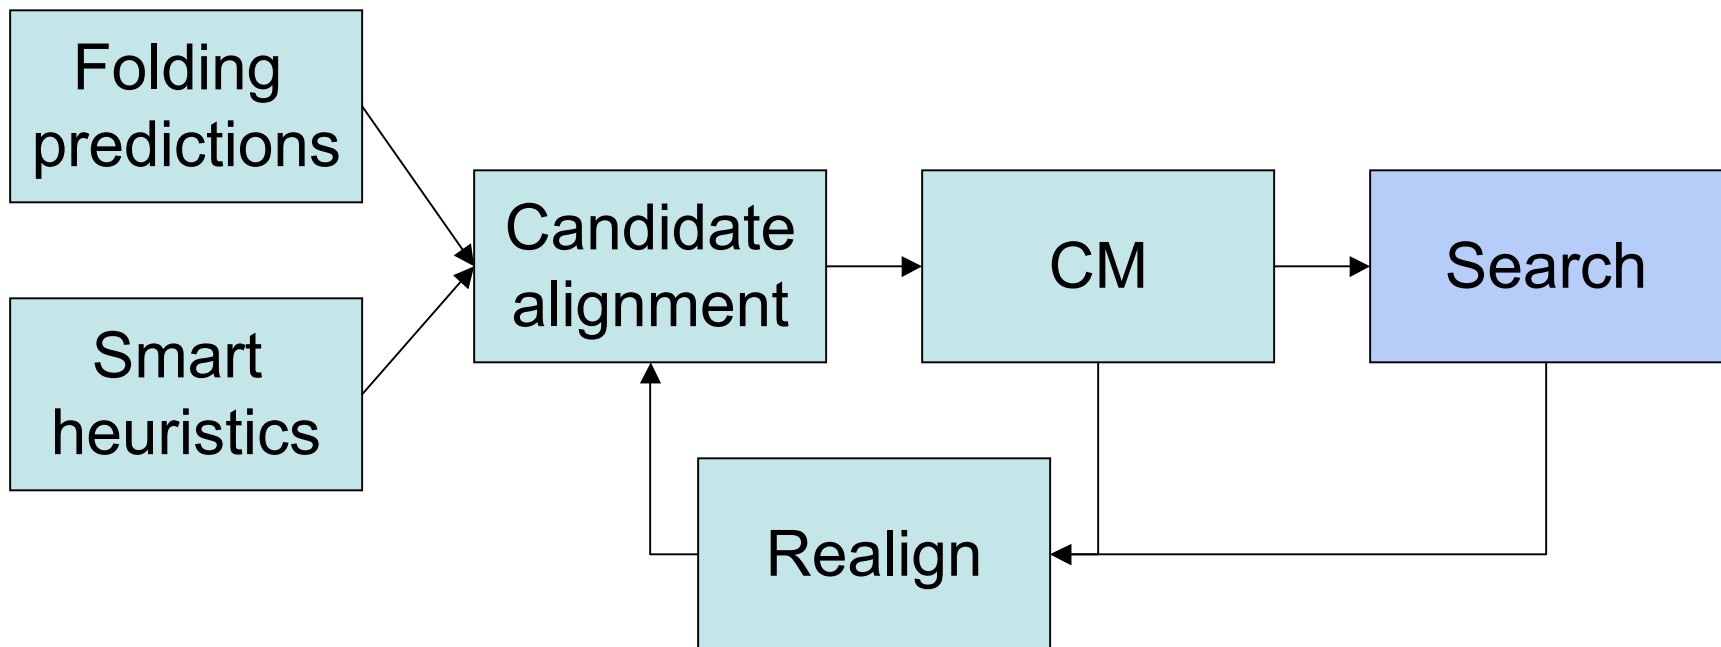 Folding
predictions
Smart
heuristics
Candidate
alignment
CM
Search
Realign